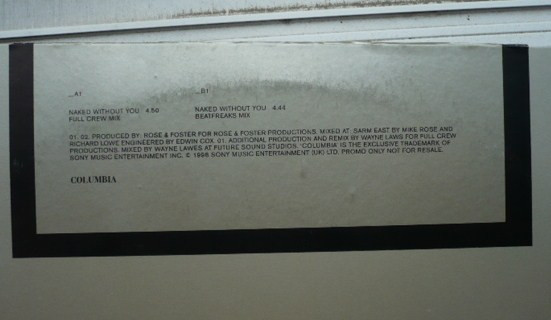 ...A1 ...B1
NAKED WITHOUT YOU 4.50 NAKED WITHOUT YOU 4.44
FULL CREW MIX BEATFREAKS MIX
01. 02. PRODUCED BY: ROSE & FOSTER FOR ROSE & FOSTER PRODUCTIONS. MIXED AT: SARM EAST BY MIKE ROSE AND
RICHARD LOWE ENGINEERED BY EDWIN COX. 01. ADDITIONAL PRODUCTION AND REMIX BY WAYNE LAWS FOR FULL CREW
PRODUCTIONS. MIXED BY WAYNE LAWES AT FUTURE SOUND STUDIOS. 'COLUMBIA' IS THE EXCLUSIVE TRADEMARK OF
SONY MUSIC ENTERTAINMENT INC. © 1998 SONY MUSIC ENTERTAINMENT (UK) LTD. PROMO ONLY NOT FOR RESALE.
COLUMBIA